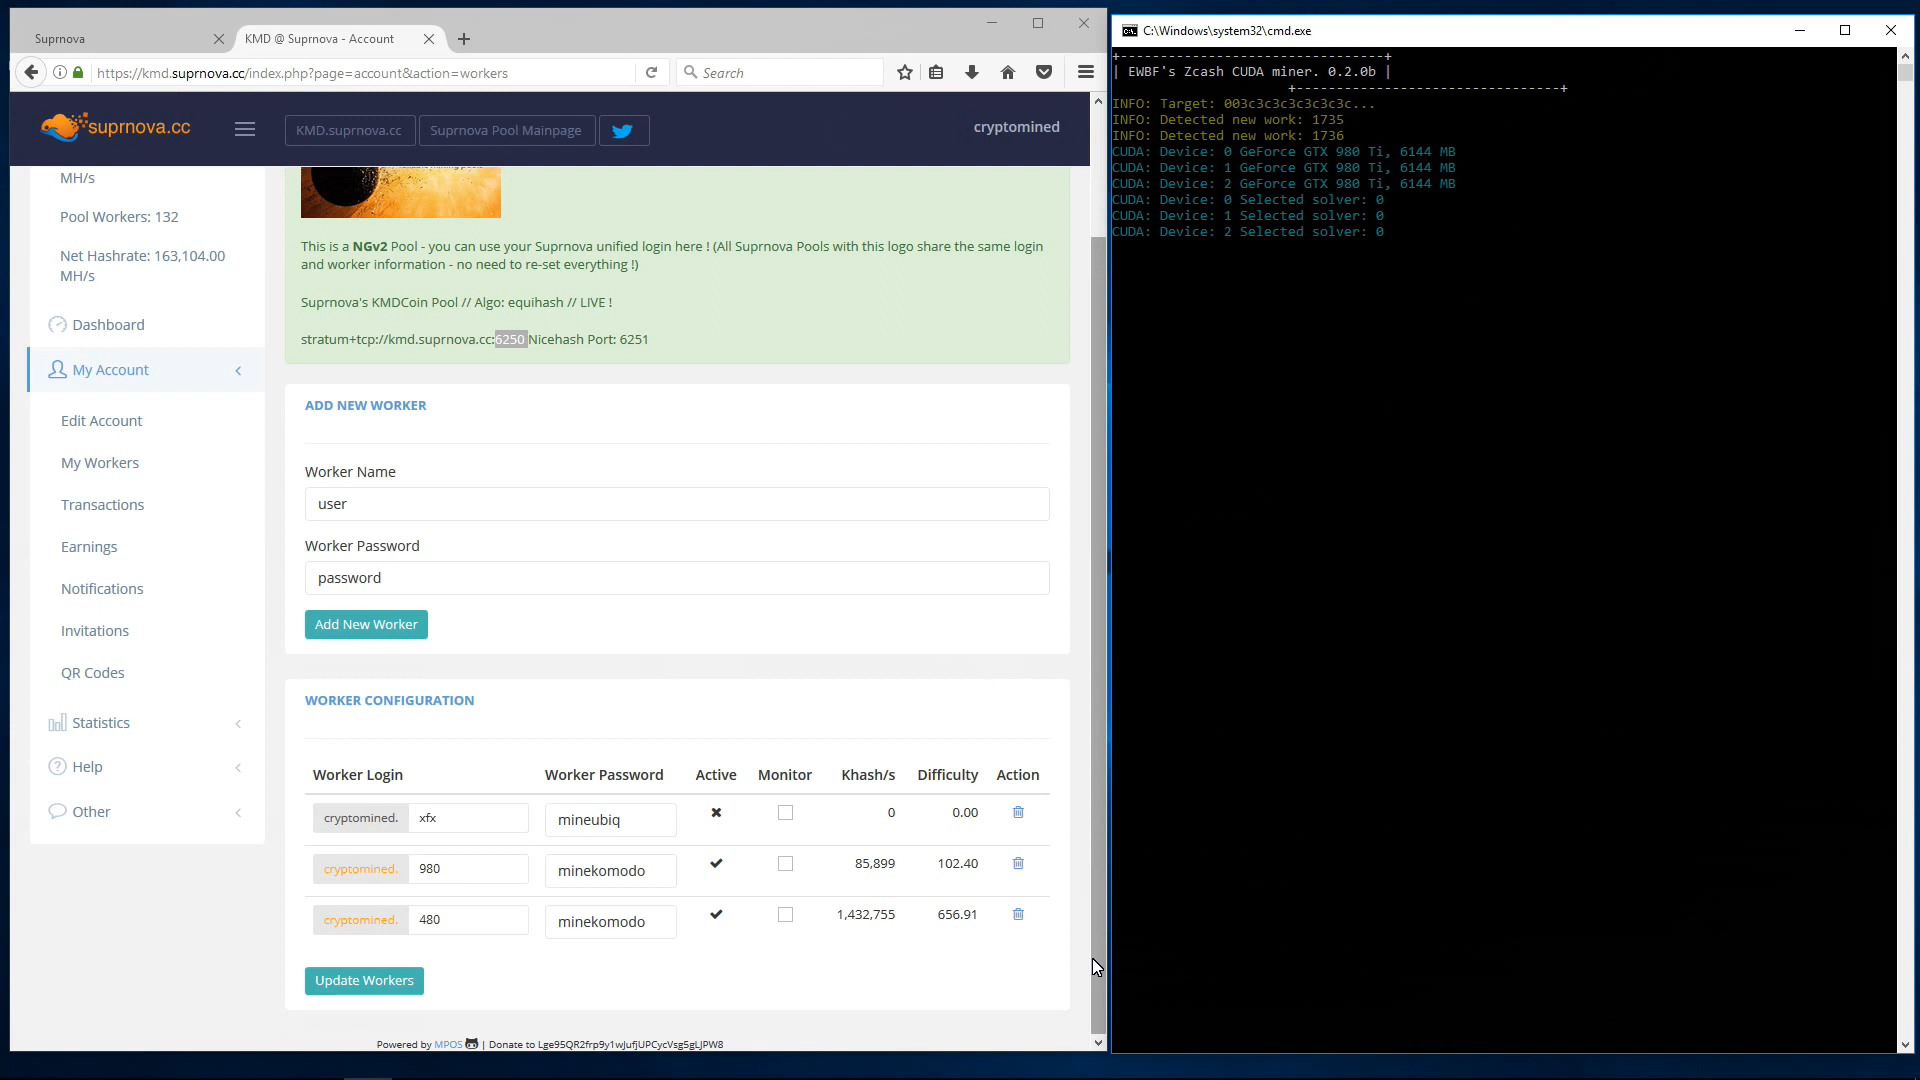 Suprnova
KMD @ Suprnova - Account
https://kmd.suprnova.cc/index.php?page=account&action=workers
Search
suprnova.cc
KMD.suprnova.cc
Suprnova Pool Mainpage
cryptomined
MH/s
Pool Workers: 132
Net Hashrate: 163,104.00
MH/s
Dashboard
My Account
Edit Account
My Workers
Transactions
Earnings
Notifications
Invitations
QR Codes
Statistics
Help
Other
This is a NGv2 Pool - you can use your Suprnova unified login here ! (All Suprnova Pools with this logo share the same login
and worker information - no need to re-set everything !)
Suprnova's KMDCoin Pool // Algo: equihash // LIVE !
stratum+tcp://kmd.suprnova.cc:6250 Nicehash Port: 6251
ADD NEW WORKER
Worker Name
user
Worker Password
password
Add New Worker
WORKER CONFIGURATION
Worker Login Worker Password Active Monitor Khash/s Difficulty Action
cryptomined. xfx mineubiq 0 0.00
cryptomined. 980 minekomodo 85,899 102.40
cryptomined. 480 minekomodo 1,432,755 656.91
Update Workers
Powered by MPOS | Donate to Lge95QR2frp9y1wJufjUPCycVsg5gLJPW8
C:\Windows\system32\cmd.exe
+-------------------------------+
| EWBF's Zcash CUDA miner. 0.2.0b |
+-------------------------------+
INFO: Target: 003c3c3c3c3c3c3c...
INFO: Detected new work: 1735
INFO: Detected new work: 1736
CUDA: Device: 0 GeForce GTX 980 Ti, 6144 MB
CUDA: Device: 1 GeForce GTX 980 Ti, 6144 MB
CUDA: Device: 2 GeForce GTX 980 Ti, 6144 MB
CUDA: Device: 0 Selected solver: 0
CUDA: Device: 1 Selected solver: 0
CUDA: Device: 2 Selected solver: 0